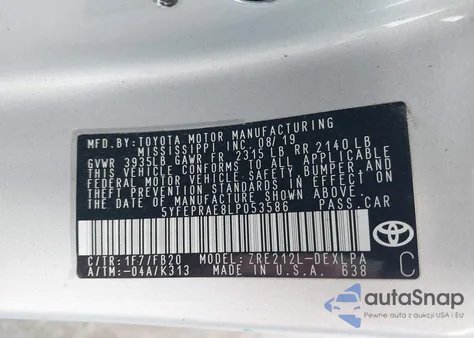 MFD. BY: TOYOTA MOTOR MANUFACTURING
MISSISSIPPI INC. 08/19
GVWR 3935LB GAWR FR 2315 LB RR 2140 LB
THIS VEHICLE CONFORMS TO ALL APPLICABLE
FEDERAL MOTOR VEHICLE SAFETY, BUMPER, AND
THEFT PREVENTION STANDARDS IN EFFECT ON
THE DATE OF MANUFACTURE SHOWN ABOVE.
5YFEPRAE8LP053586 PASS. CAR
C/TR: 1F7/FB20 MODEL: ZRE212L-DEXLPA
A/TM: -04A/K313 MADE IN U.S.A. 638
TOYOTA
C
autaSnap
Pewne auta z aukcji USA i EU